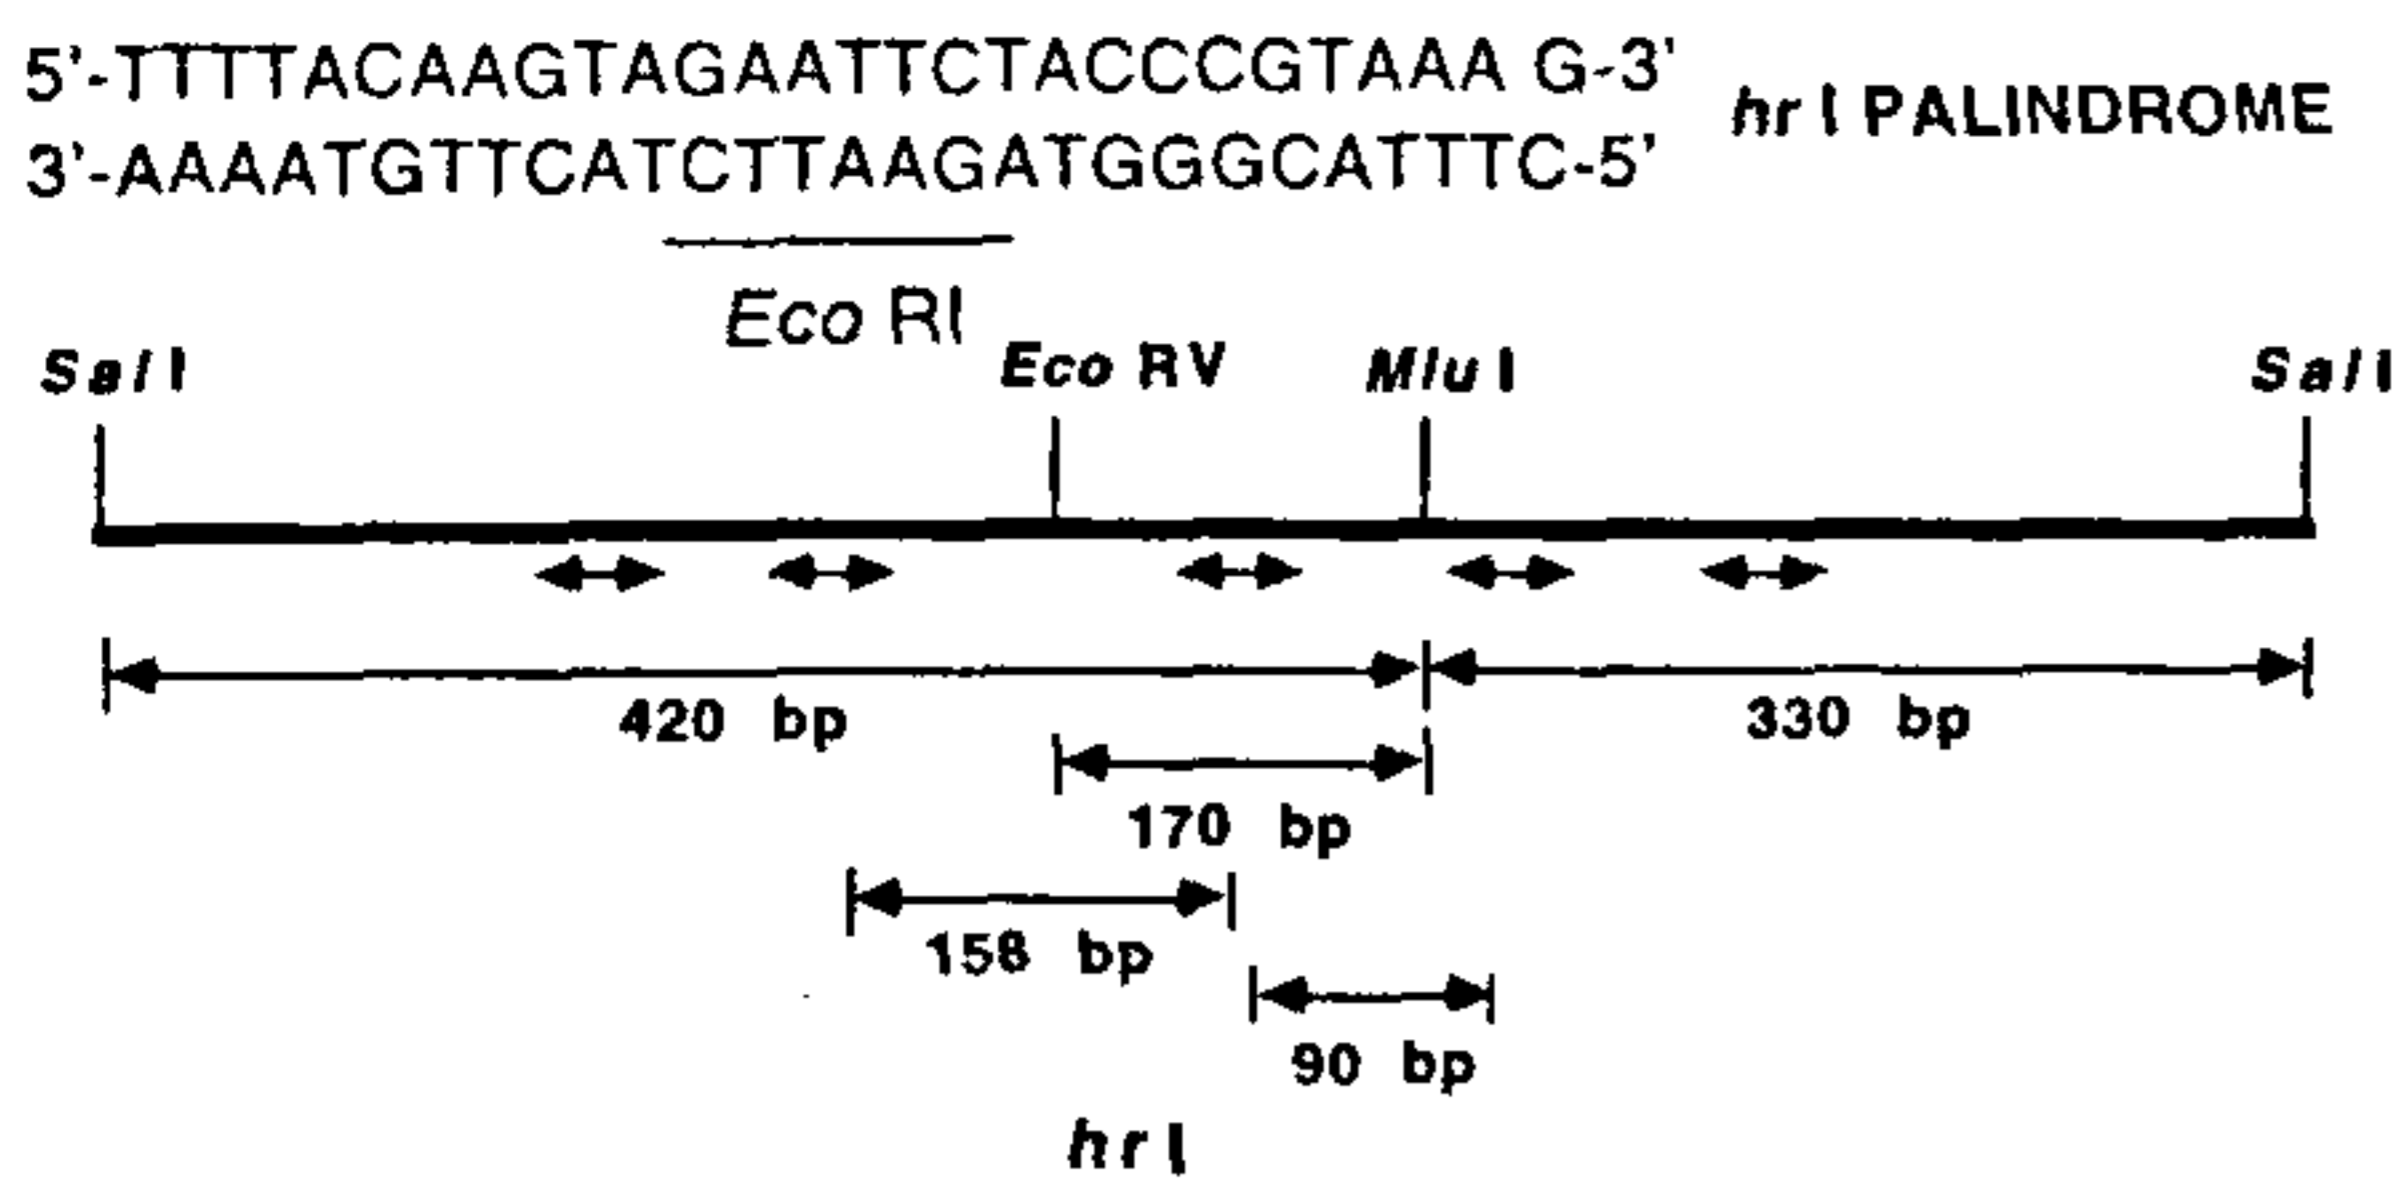 5'-TTTTACAAGTAGAATTCTACCCGTAAA G-3'
hr I PALINDROME
3'-AAAATGTTCATCTTAAGATGGGCATTTC-5'
Eco RI
Sal I Eco RV Mlu I Sal I
420 bp 330 bp
170 bp
158 bp
90 bp
hr I